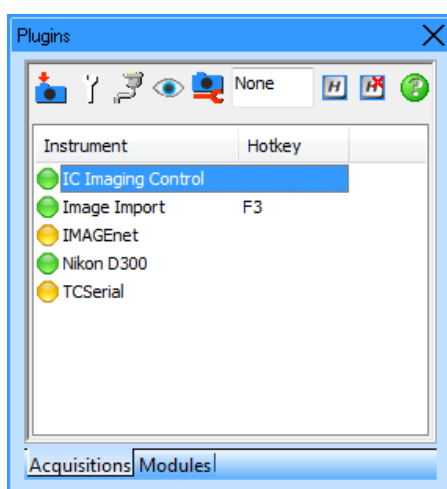 Plugins
None
H
H
?
Instrument Hotkey
IC Imaging Control
Image Import F3
IMAGEnet
Nikon D300
TCSerial
Acquisitions Modules